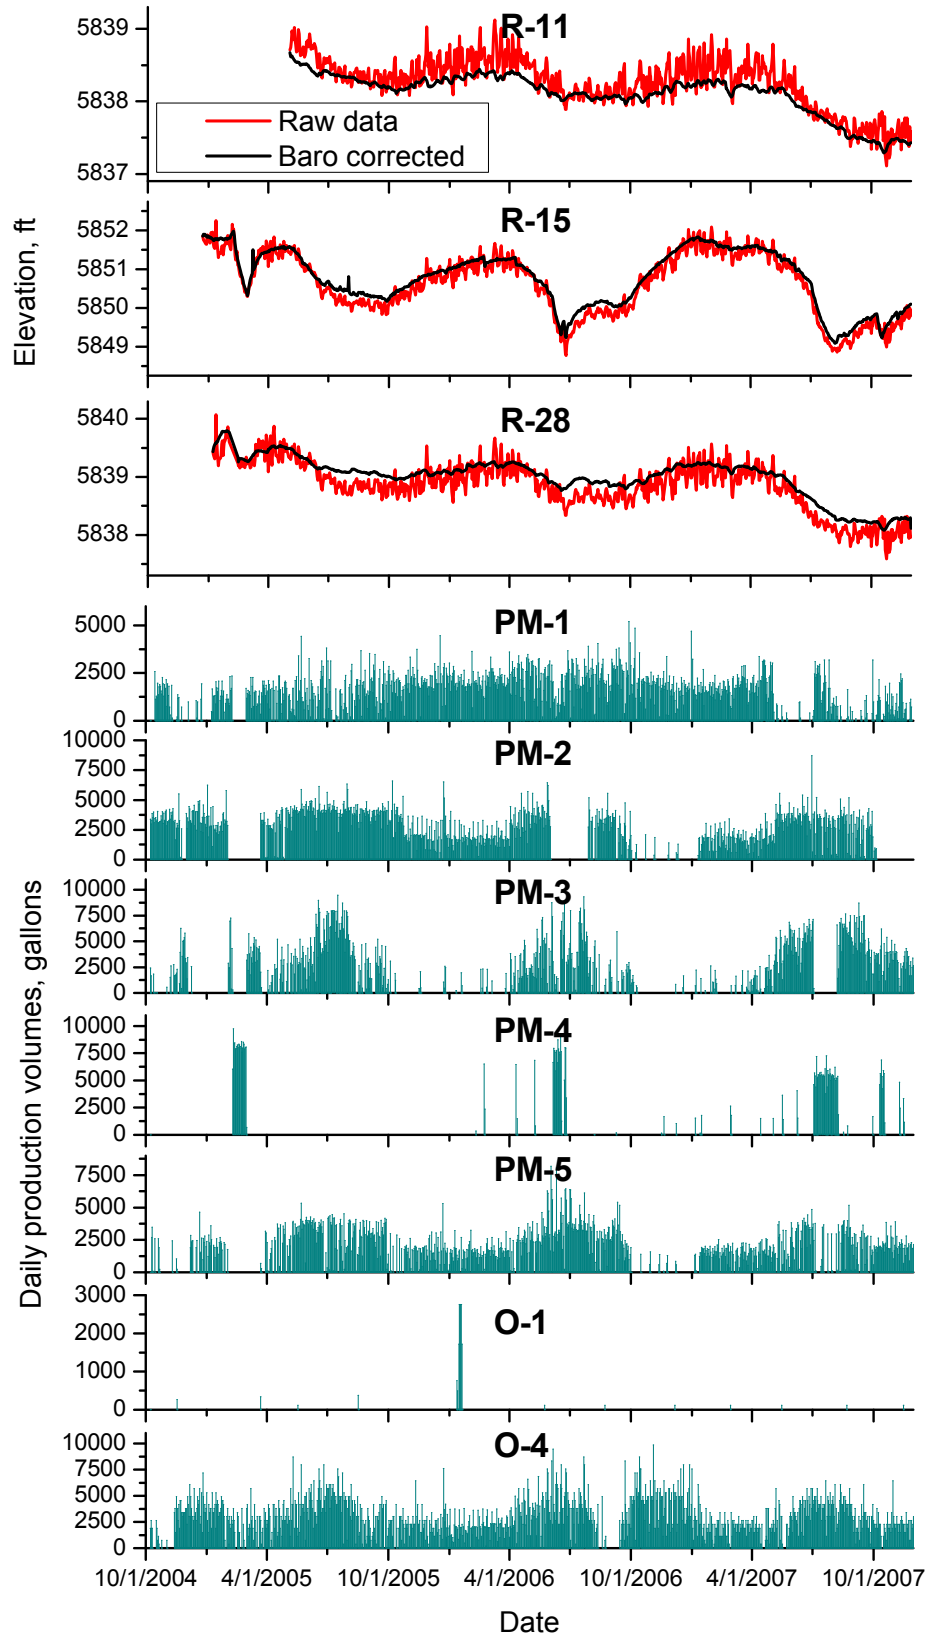 R-11
5839
5838
5837
Raw data
Baro corrected
R-15
5852
5851
5850
5849
Elevation, ft
R-28
5840
5839
5838
PM-1
5000
2500
0
PM-2
10000
7500
5000
2500
0
PM-3
10000
7500
5000
2500
0
Daily production volumes, gallons
PM-4
10000
7500
5000
2500
0
PM-5
7500
5000
2500
0
O-1
3000
2000
1000
0
O-4
10000
7500
5000
2500
0
10/1/2004 4/1/2005 10/1/2005 4/1/2006 10/1/2006 4/1/2007 10/1/2007
Date